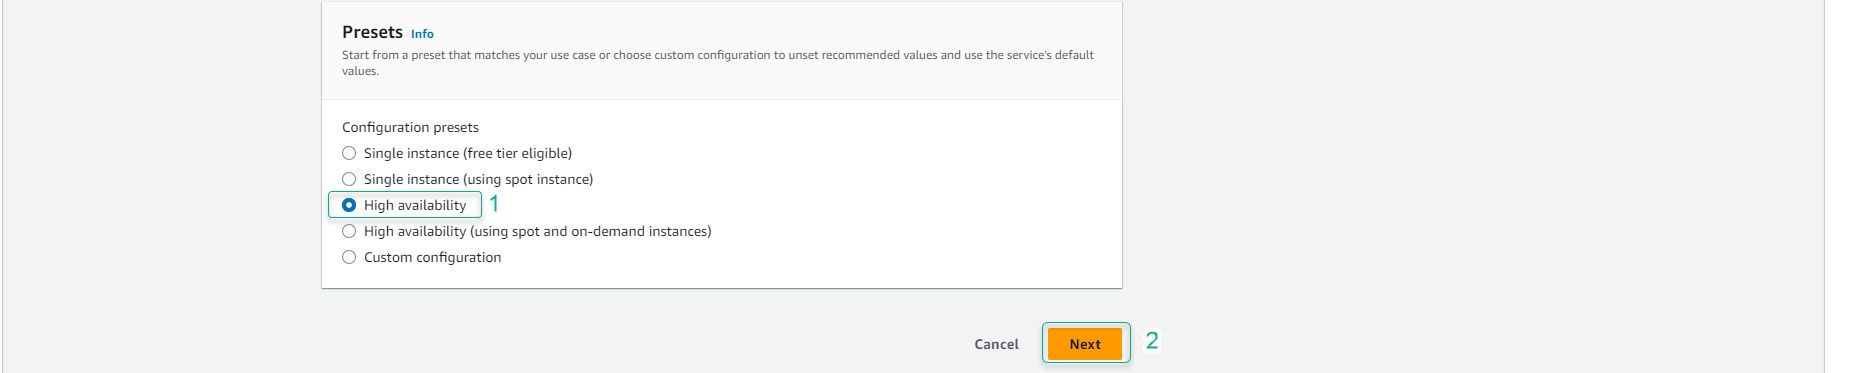 Presets Info
Start from a preset that matches your use case or choose custom configuration to unset recommended values and use the service's default
values.
Configuration presets
Single instance (free tier eligible)
Single instance (using spot instance)
High availability 1
High availability (using spot and on-demand instances)
Custom configuration
Cancel Next 2